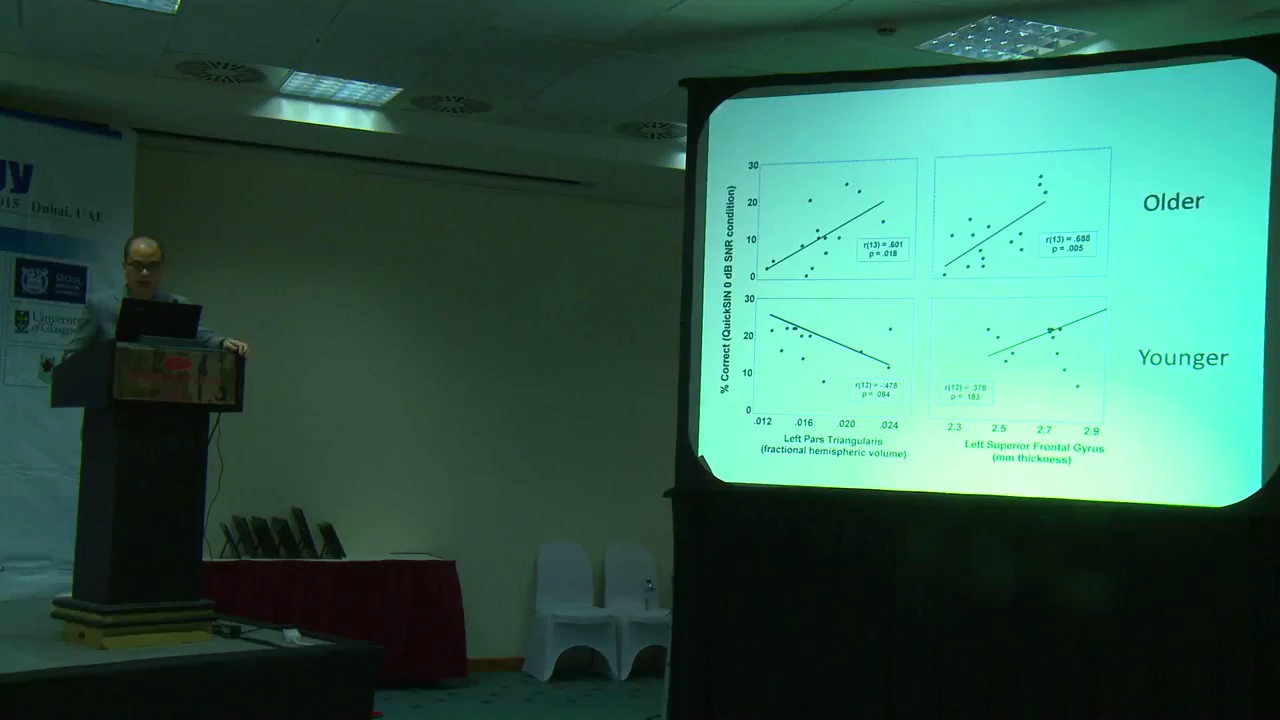 015 Dubai, UAE
SEOUL
University
of Glasgow
% Correct (QuickSIN 0 dB SNR condition)
30
20
10
0
r(13) = .601
p = .018
r(13) = .688
p = .005
Older
30
20
10
0
r(12) = -.478
p = .084
r(12) = .378
p = .183
Younger
.012 .016 .020 .024
Left Pars Triangularis
(fractional hemispheric volume)
2.3 2.5 2.7 2.9
Left Superior Frontal Gyrus
(mm thickness)